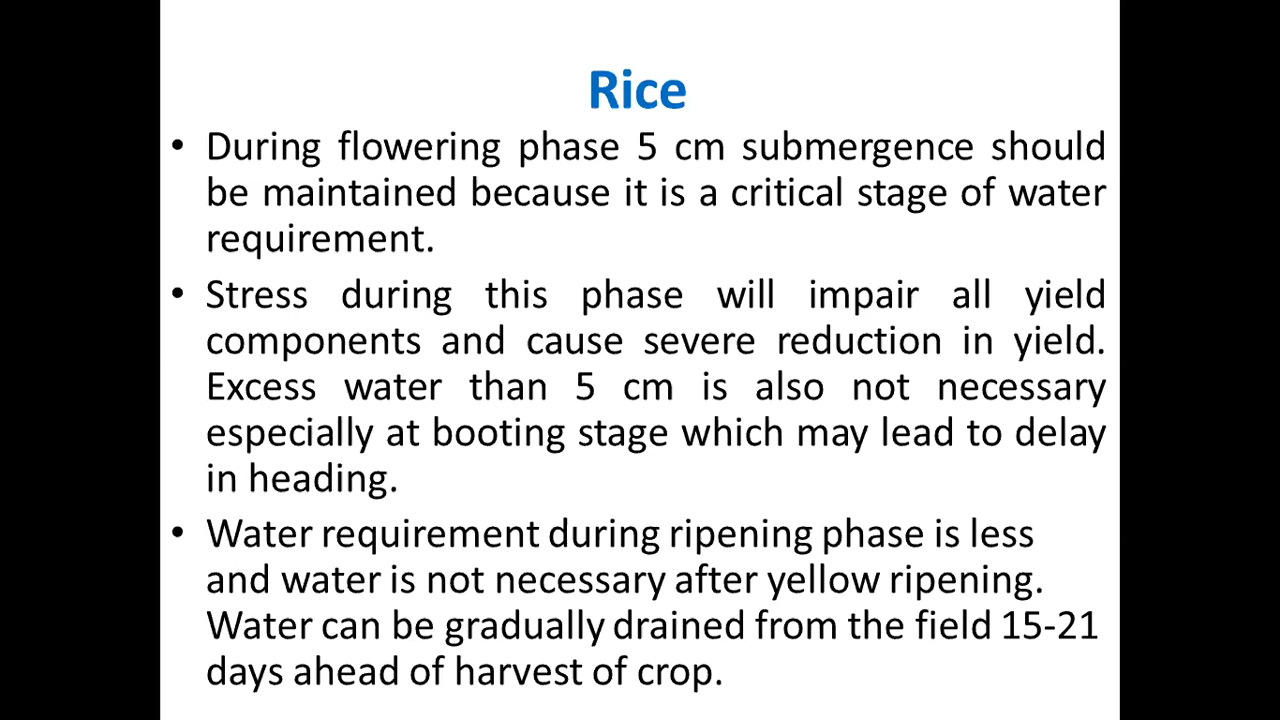 Rice
• During flowering phase 5 cm submergence should
be maintained because it is a critical stage of water
requirement.
• Stress during this phase will impair all yield
components and cause severe reduction in yield.
Excess water than 5 cm is also not necessary
especially at booting stage which may lead to delay
in heading.
• Water requirement during ripening phase is less
and water is not necessary after yellow ripening.
Water can be gradually drained from the field 15-21
days ahead of harvest of crop.